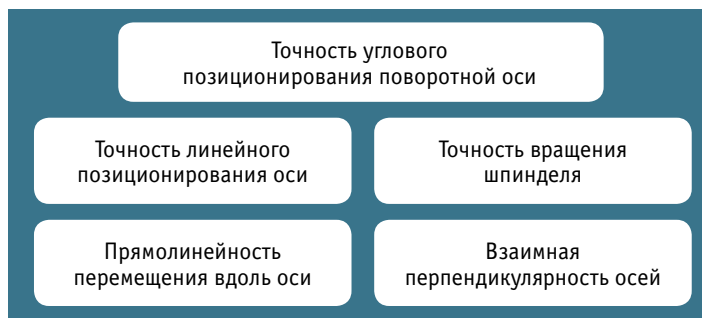 Точность углового
позиционирования поворотной оси
Точность линейного
позиционирования оси
Точность вращения
шпинделя
Прямолинейность
перемещения вдоль оси
Взаимная
перпендикулярность осей